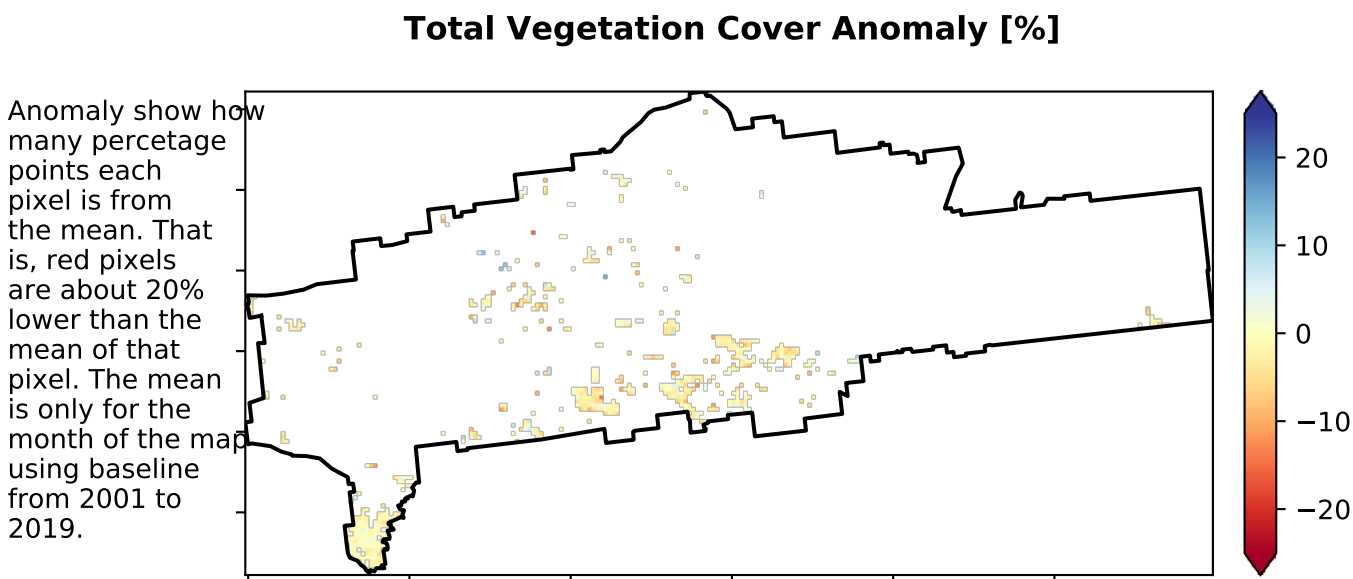 Total Vegetation Cover Anomaly [%]
Anomaly show how
many percetage
points each
pixel is from
the mean. That
is, red pixels
are about 20%
lower than the
mean of that
pixel. The mean
is only for the
month of the map
using baseline
from 2001 to
2019.
20
10
0
−10
−20